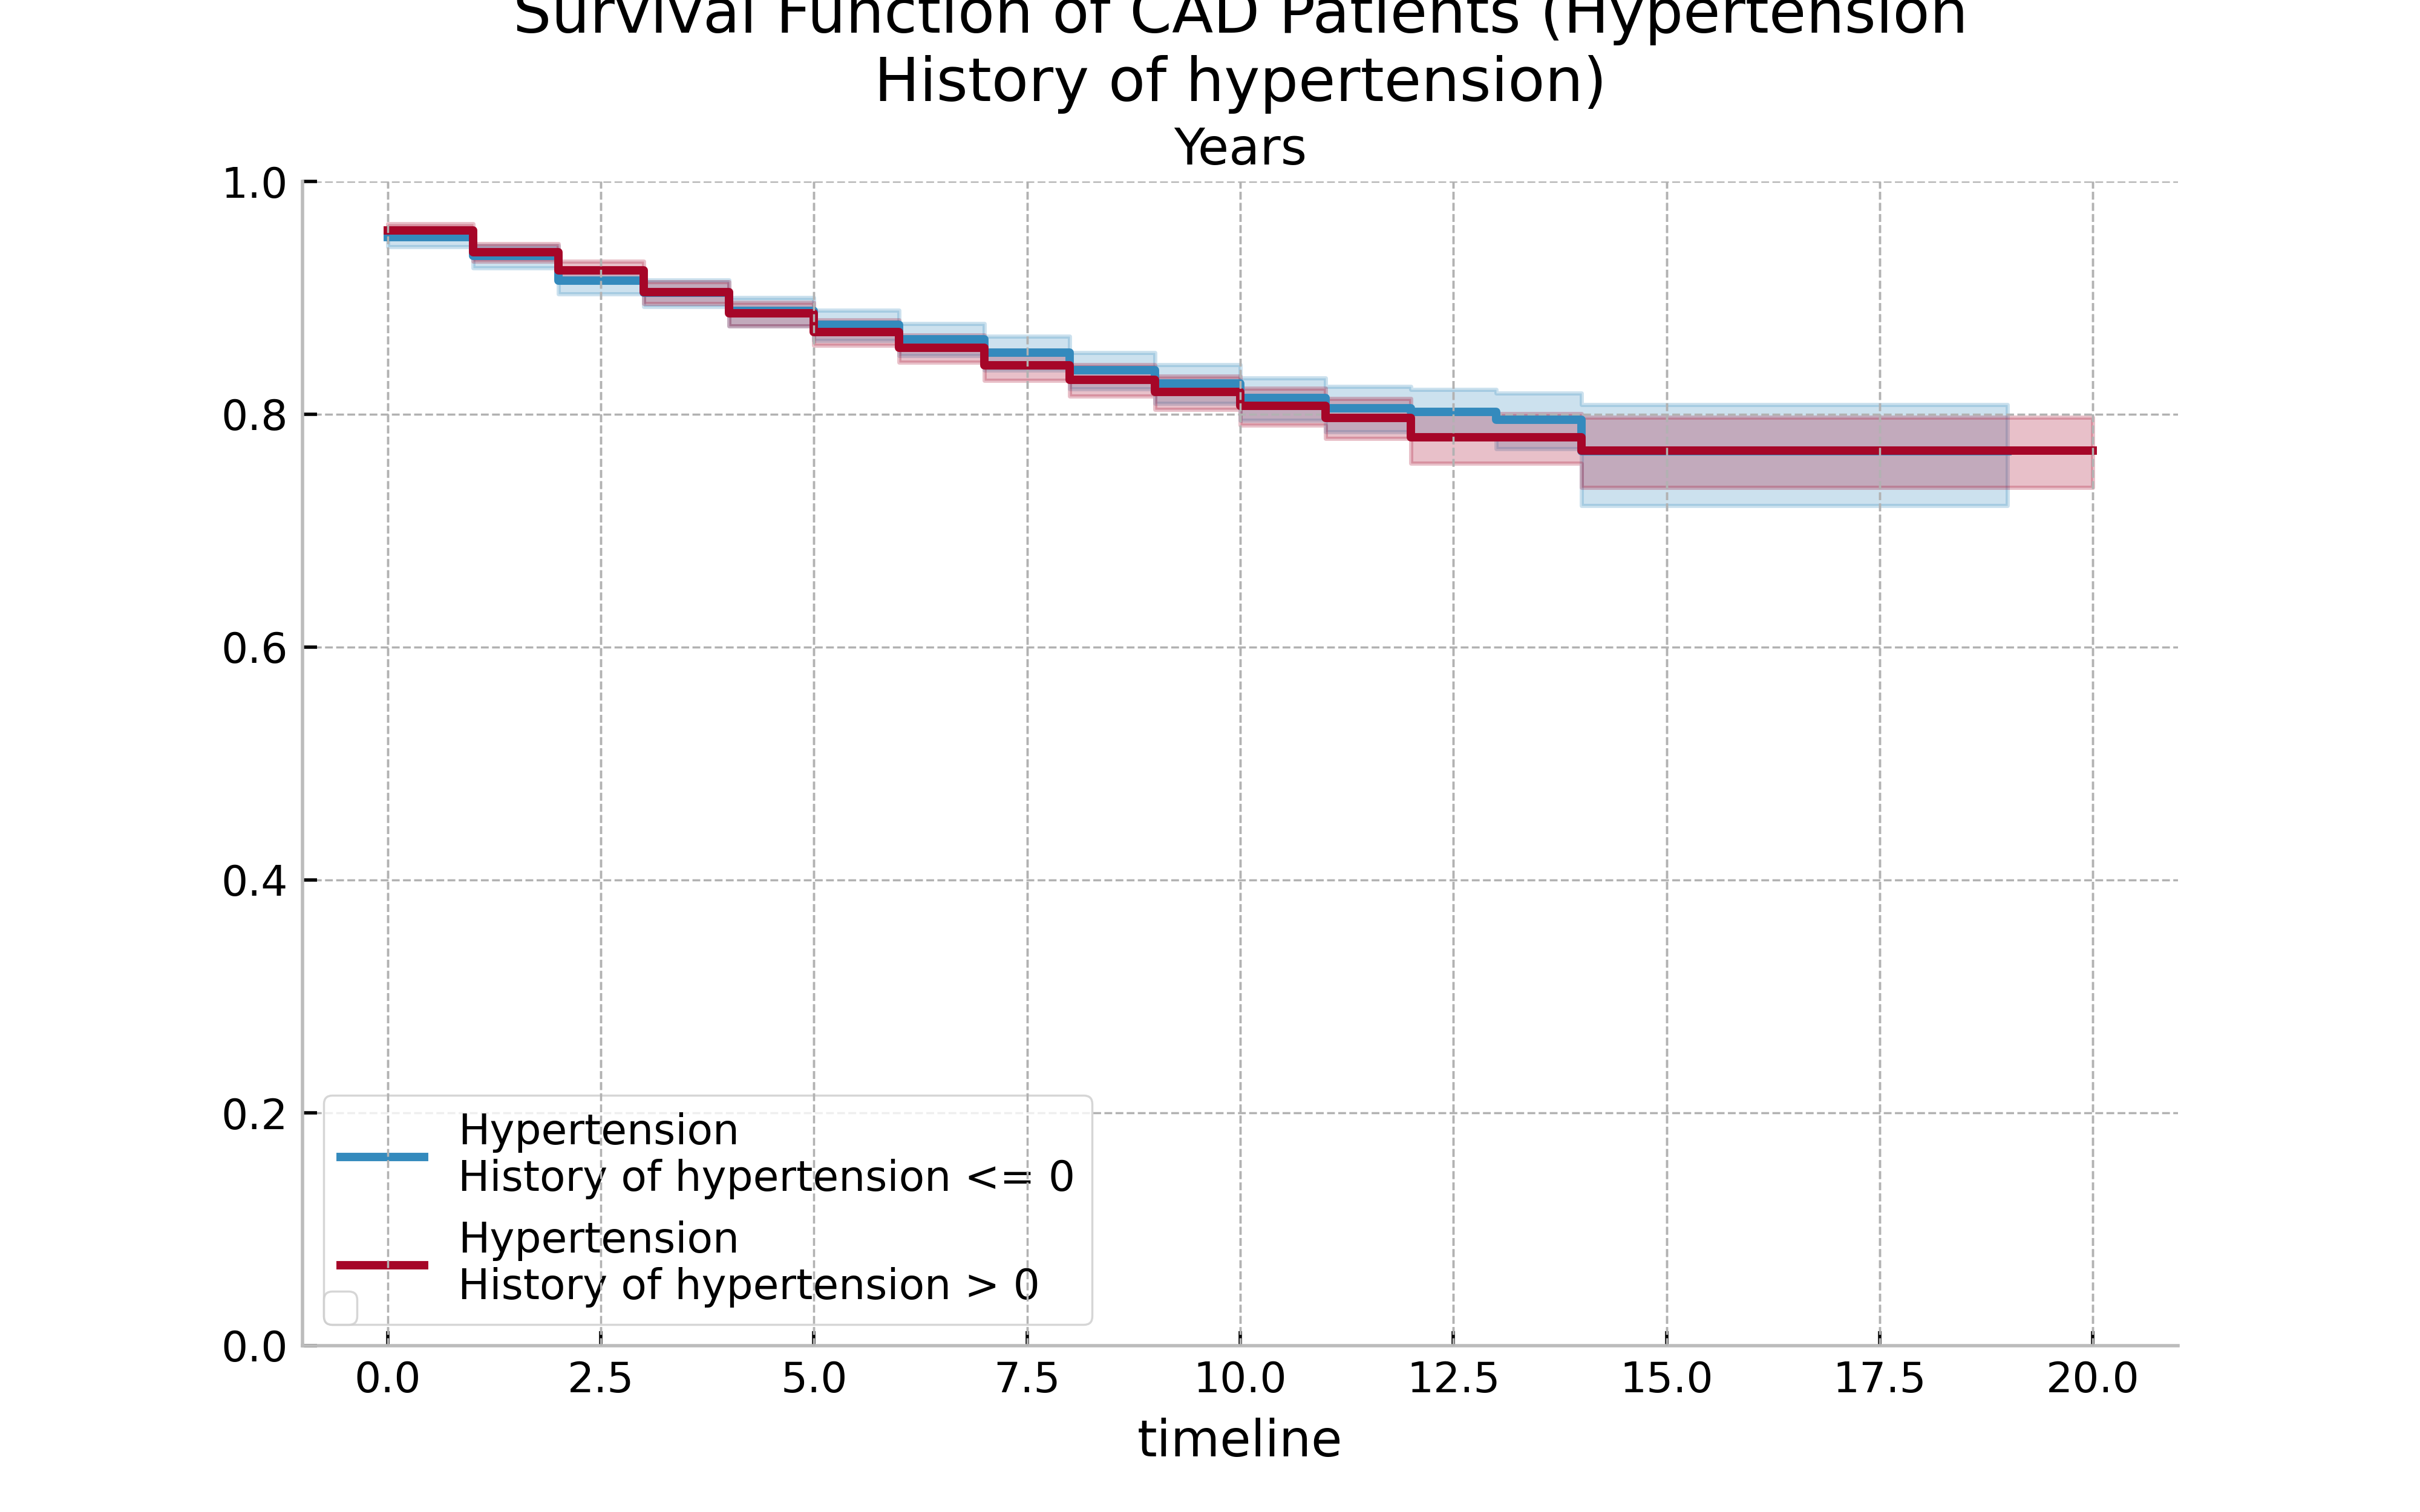 Survival Function of CAD Patients (Hypertension
History of hypertension)
Years
1.0
0.8
0.6
0.4
0.2
0.0
Hypertension
History of hypertension <= 0
Hypertension
History of hypertension > 0
0.0 2.5 5.0 7.5 10.0 12.5 15.0 17.5 20.0
timeline